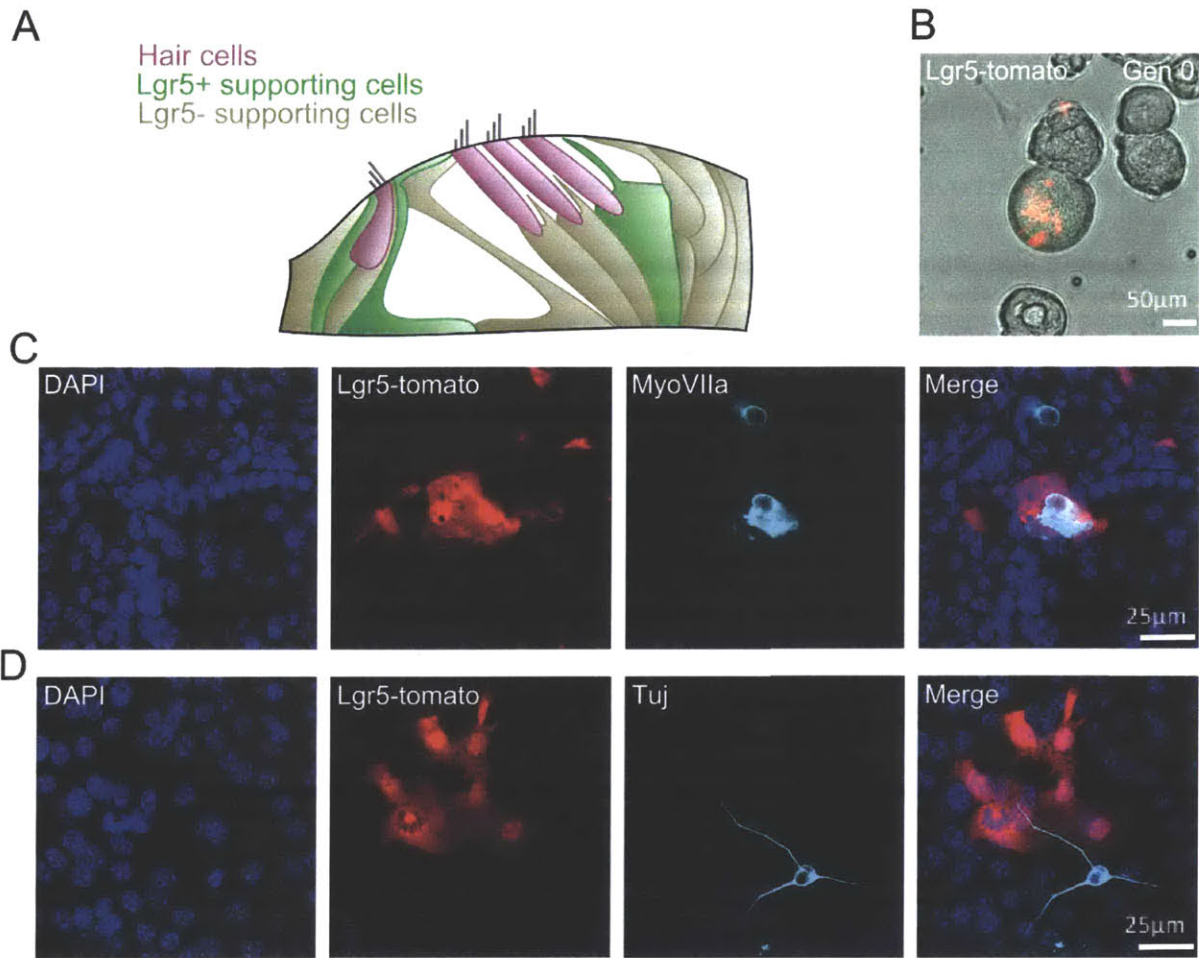 A
Hair cells
Lgr5+ supporting cells
Lgr5- supporting cells
B
Lgr5-tomato Gen 0
50μm
C
DAPI Lgr5-tomato MyoVIIa Merge
25μm
D
DAPI Lgr5-tomato Tuj Merge
25μm